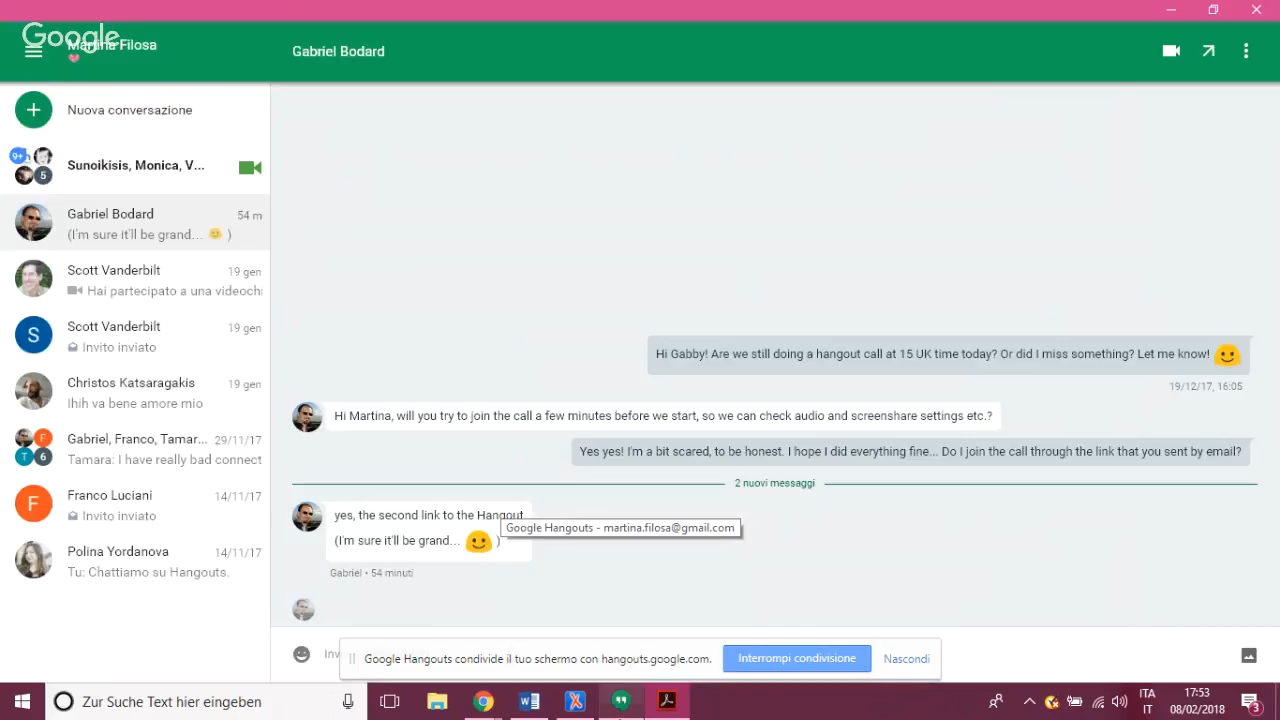 Google
Martina Filosa
Gabriel Bodard
Nuova conversazione
9+
5
Sunoikisis, Monica, V...
Gabriel Bodard
54 m
(I'm sure it'll be grand... )
Scott Vanderbilt
19 gen
Hai partecipato a una videochi
S
Scott Vanderbilt
19 gen
Invito inviato
Christos Katsaragakis
19 gen
Ihih va bene amore mio
F
T
6
Gabriel, Franco, Tamar...
29/11/17
Tamara: I have really bad connect
F
Franco Luciani
14/11/17
Invito inviato
Polina Yordanova
14/11/17
Tu: Chattiamo su Hangouts.
Hi Gabby! Are we still doing a hangout call at 15 UK time today? Or did I miss something? Let me know!
19/12/17, 16:05
Hi Martina, will you try to join the call a few minutes before we start, so we can check audio and screenshare settings etc.?
Yes yes! I'm a bit scared, to be honest. I hope I did everything fine... Do I join the call through the link that you sent by email?
2 nuovi messaggi
yes, the second link to the Hangout
Google Hangouts - martina.filosa@gmail.com
(I'm sure it'll be grand... )
Gabriel • 54 minuti
Google Hangouts condivide il tuo schermo con hangouts.google.com.
Interrompi condivisione
Nascondi
Zur Suche Text hier eingeben
ITA
IT
17:53
08/02/2018
3